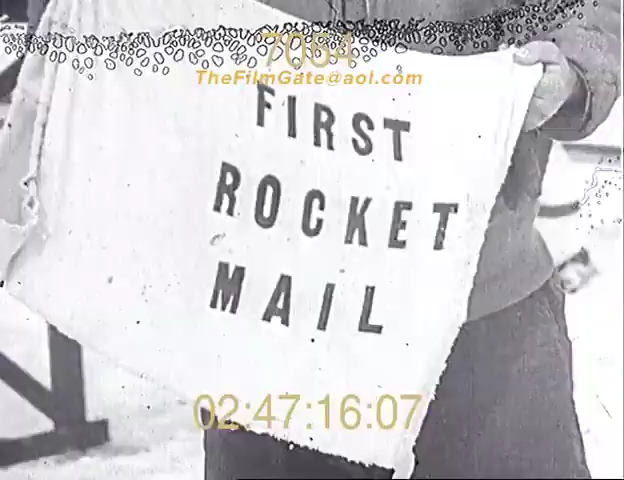 7064
TheFilmGate@aol.com
FIRST
ROCKET
MAIL
02:47:16:07